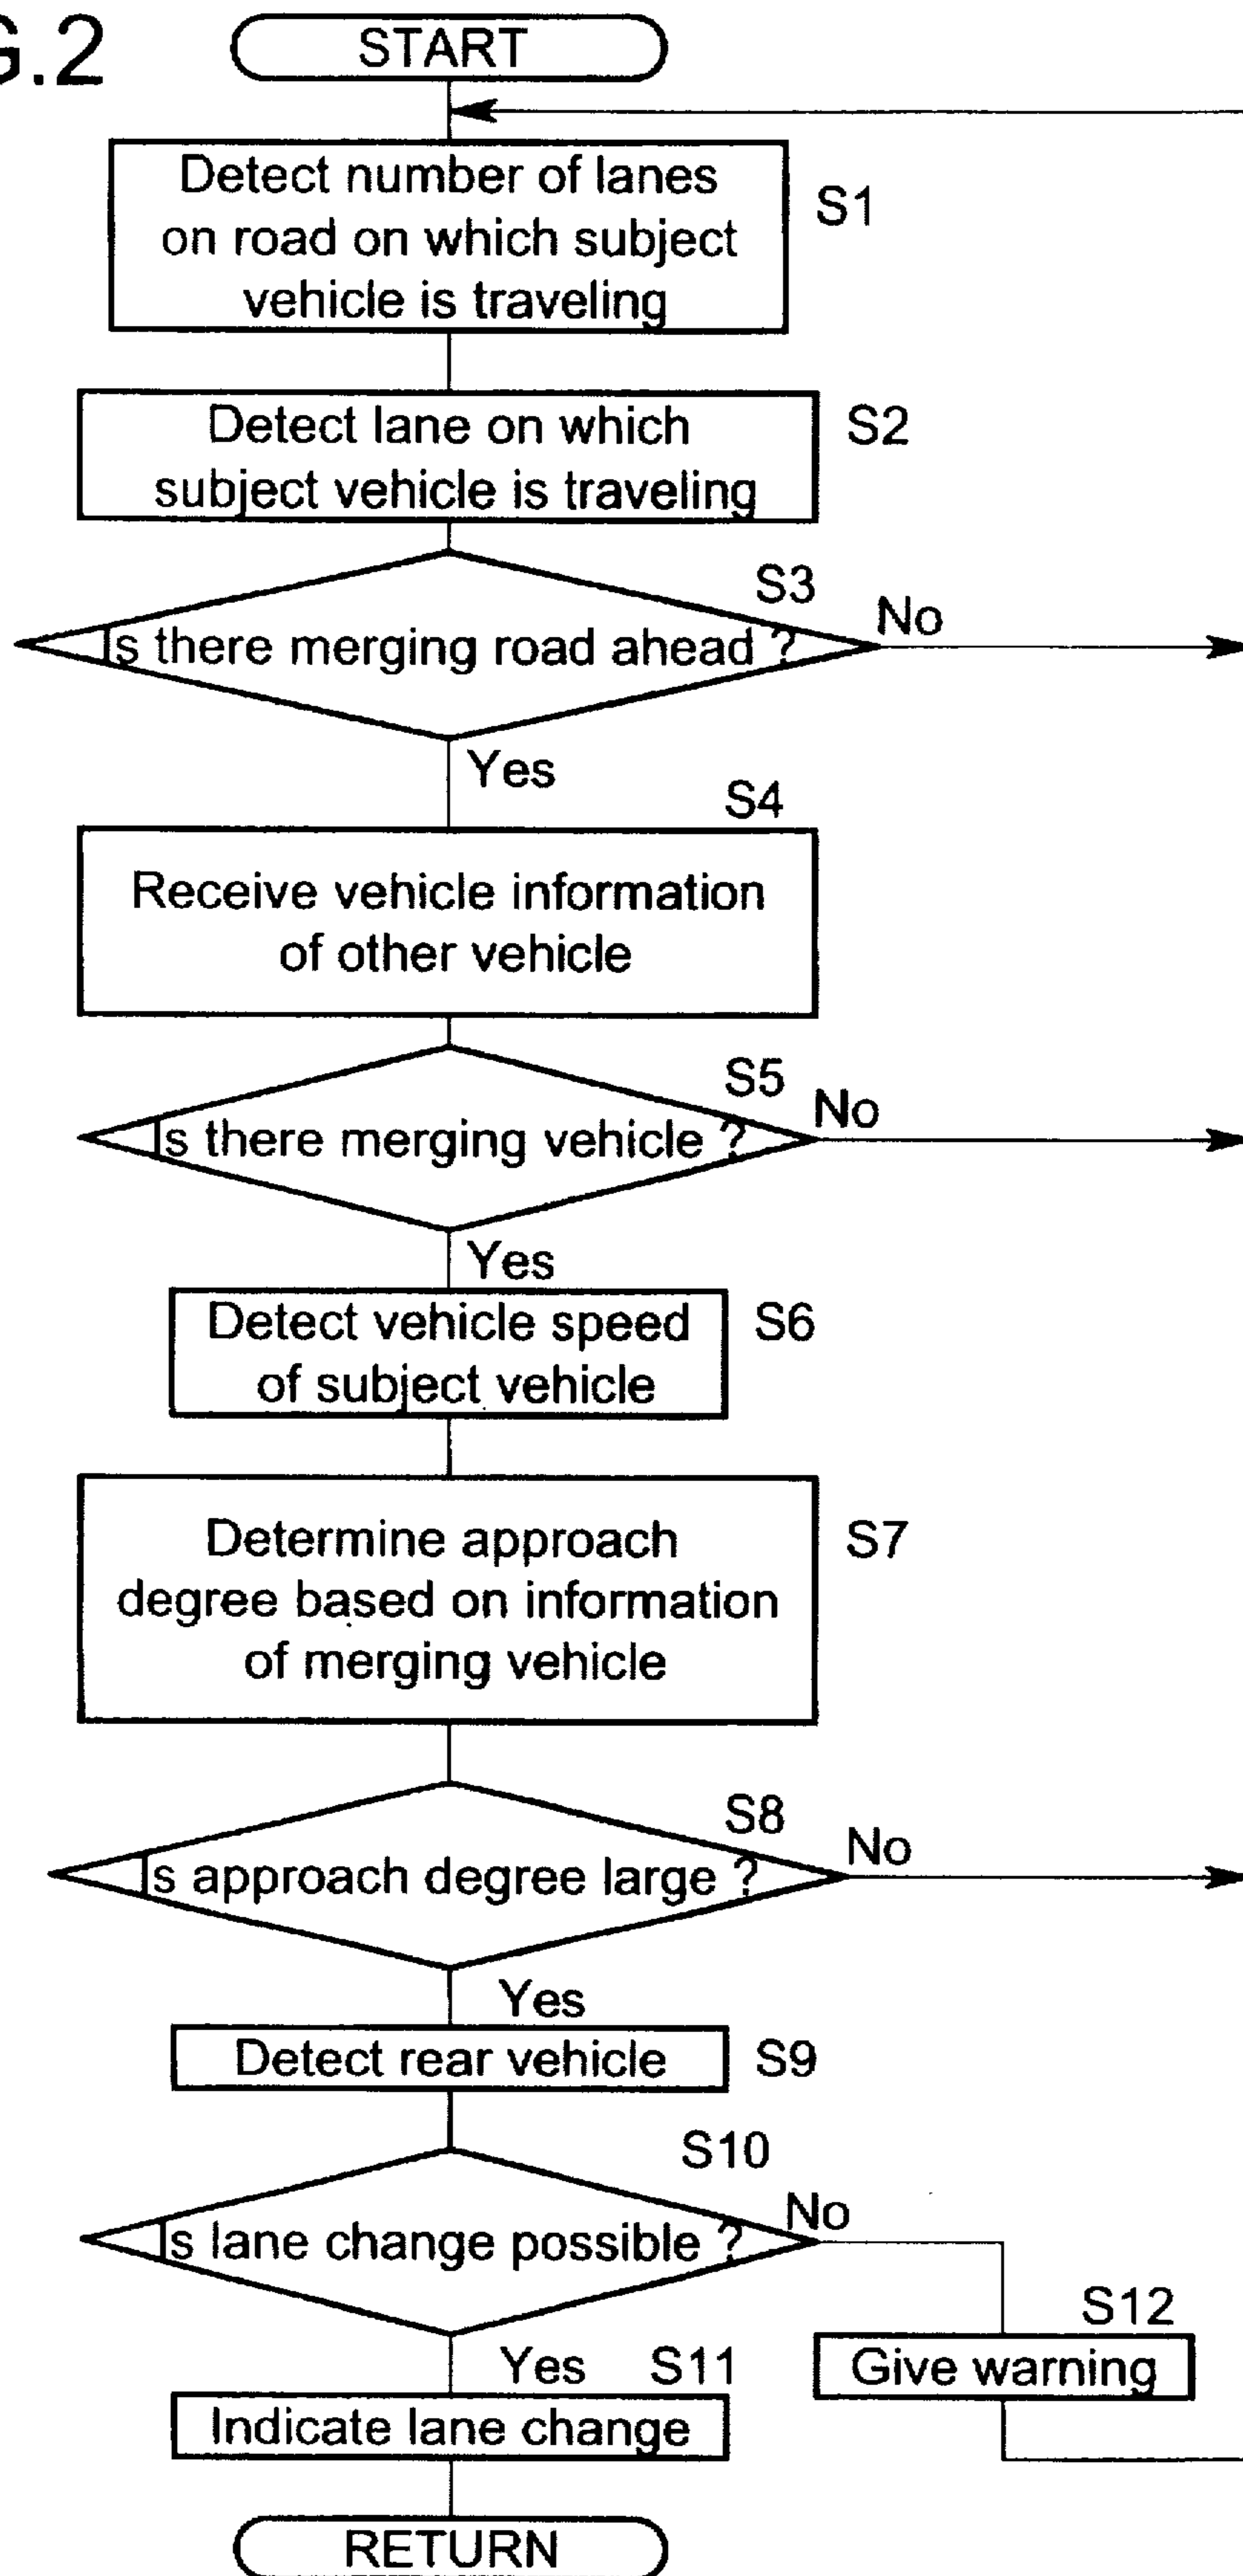 G.2
START
Detect number of lanes
on road on which subject
vehicle is traveling
S1
Detect lane on which
subject vehicle is traveling
S2
S3
Is there merging road ahead ?
No
Yes
S4
Receive vehicle information
of other vehicle
S5
Is there merging vehicle ?
No
Yes
Detect vehicle speed
of subject vehicle
S6
Determine approach
degree based on information
of merging vehicle
S7
S8
Is approach degree large ?
No
Yes
Detect rear vehicle
S9
S10
Is lane change possible ?
No
S12
Give warning
Yes
S11
Indicate lane change
RETURN